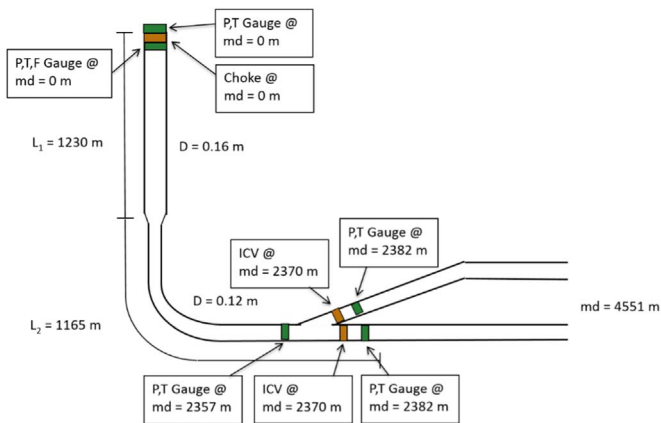 P,T Gauge @
md = 0 m
P,T,F Gauge @
md = 0 m
Choke @
md = 0 m
L₁ = 1230 m
D = 0.16 m
P,T Gauge @
md = 2382 m
ICV @
md = 2370 m
D = 0.12 m
md = 4551 m
L₂ = 1165 m
P,T Gauge @
md = 2357 m
ICV @
md = 2370 m
P,T Gauge @
md = 2382 m